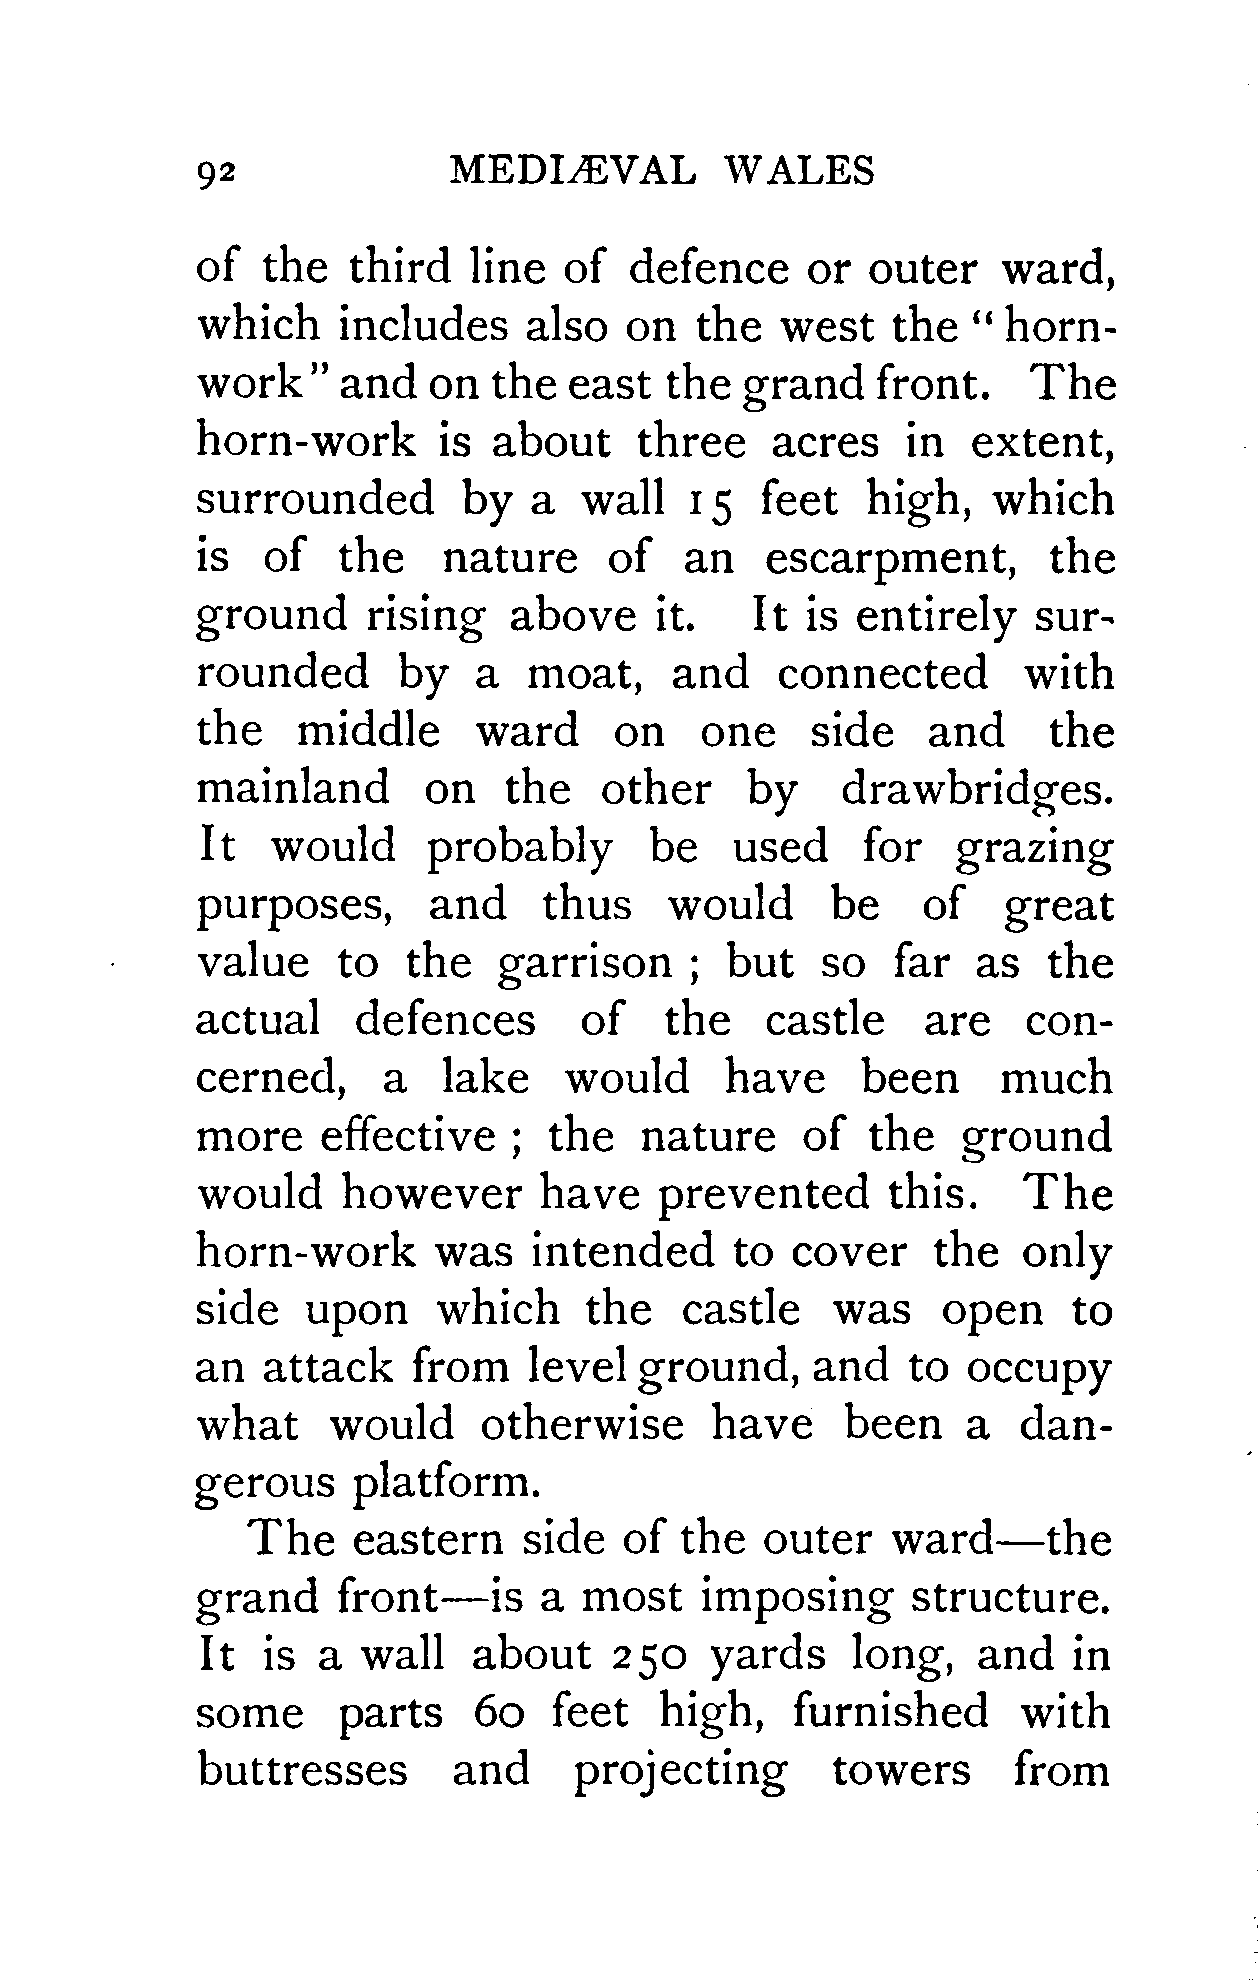 92 MEDIÆVAL WALES
of the third line of defence or outer ward,
which includes also on the west the “ horn-
work ” and on the east the grand front. The
horn-work is about three acres in extent,
surrounded by a wall 15 feet high, which
is of the nature of an escarpment, the
ground rising above it. It is entirely sur-
rounded by a moat, and connected with
the middle ward on one side and the
mainland on the other by drawbridges.
It would probably be used for grazing
purposes, and thus would be of great
value to the garrison ; but so far as the
actual defences of the castle are con-
cerned, a lake would have been much
more effective ; the nature of the ground
would however have prevented this. The
horn-work was intended to cover the only
side upon which the castle was open to
an attack from level ground, and to occupy
what would otherwise have been a dan-
gerous platform.
The eastern side of the outer ward—the
grand front—is a most imposing structure.
It is a wall about 250 yards long, and in
some parts 60 feet high, furnished with
buttresses and projecting towers from